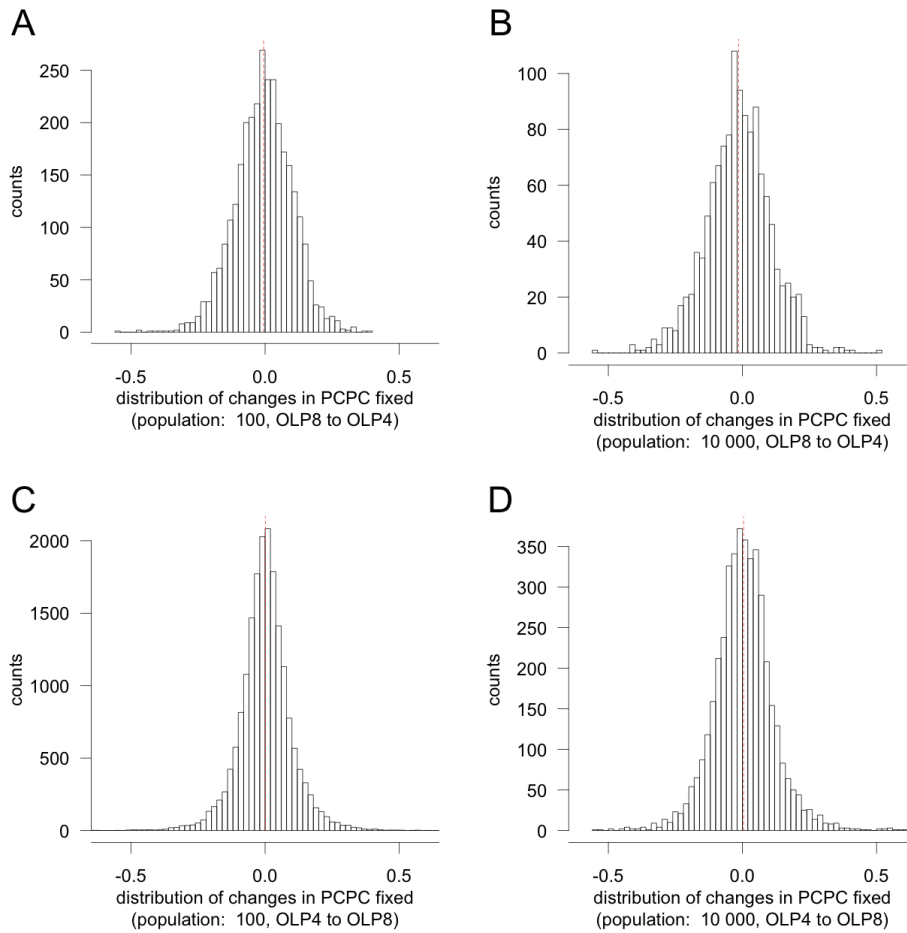 A
250
200
150
100
50
0
counts
-0.5 0.0 0.5
distribution of changes in PCPC fixed
(population: 100, OLP8 to OLP4)
B
100
80
60
40
20
0
counts
-0.5 0.0 0.5
distribution of changes in PCPC fixed
(population: 10 000, OLP8 to OLP4)
C
2000
1500
1000
500
0
counts
-0.5 0.0 0.5
distribution of changes in PCPC fixed
(population: 100, OLP4 to OLP8)
D
350
300
250
200
150
100
50
0
counts
-0.5 0.0 0.5
distribution of changes in PCPC fixed
(population: 10 000, OLP4 to OLP8)